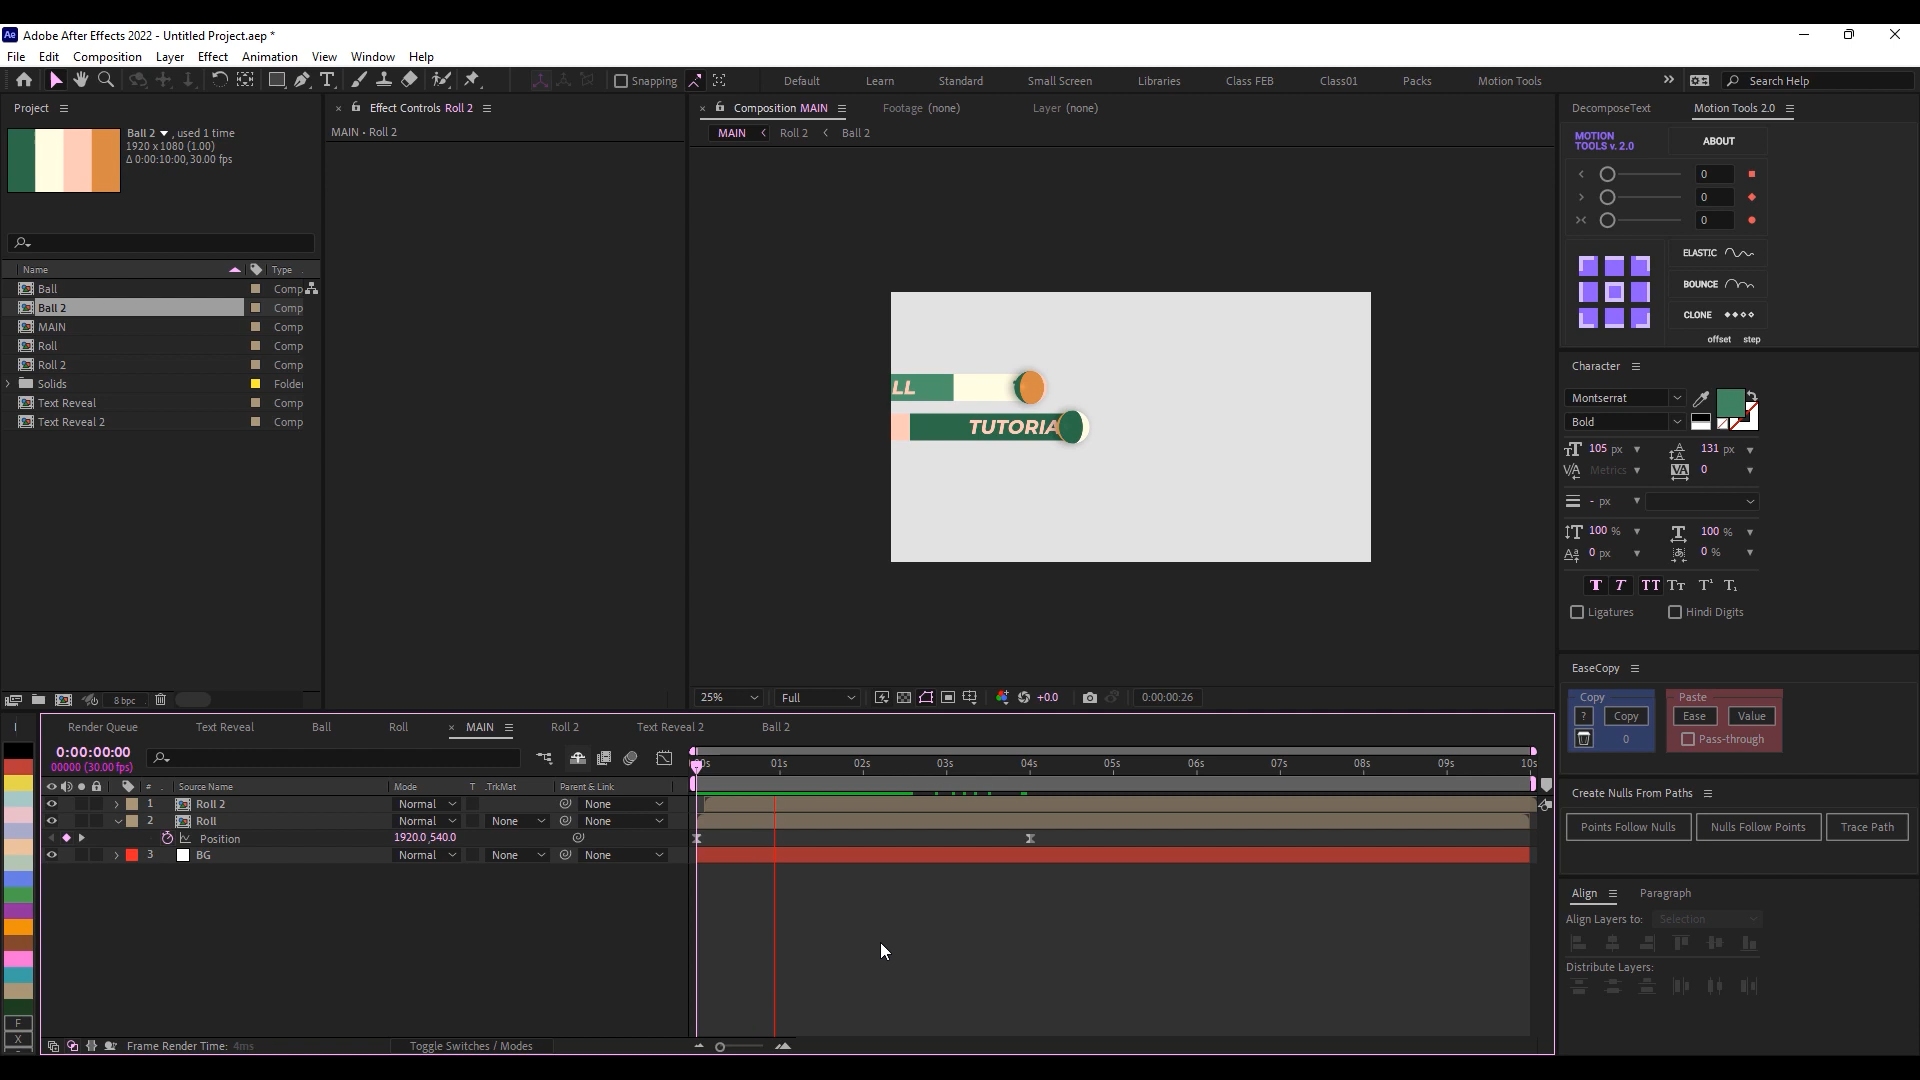 Ae Adobe After Effects 2022 - Untitled Project.aep *
File Edit Composition Layer Effect Animation View Window Help
Snapping Default Learn Standard Small Screen Libraries Class FEB Class01 Packs Motion Tools Search Help
Project
Ball 2 , used 1 time
1920 x 1080 (1.00)
Δ 0:00:10:00, 30.00 fps
Name Type
Ball Comp
Ball 2 Comp
MAIN Comp
Roll Comp
Roll 2 Comp
Solids Folder
Text Reveal Comp
Text Reveal 2 Comp
8 bpc
Effect Controls Roll 2
MAIN • Roll 2
Composition MAIN Footage (none) Layer (none)
MAIN Roll 2 Ball 2
LL
TUTORIA
25% Full +0.0 0:00:00:26
DecomposeText Motion Tools 2.0
MOTION
TOOLS v. 2.0
ABOUT
0
0
0
ELASTIC
BOUNCE
CLONE
offset step
Character
Montserrat
Bold
105 px 131 px
Metrics 0
- px
100 % 100 %
0 px 0 %
T T TT Tт T¹ T₁
Ligatures Hindi Digits
EaseCopy
Copy Paste
? Copy Ease Value
0 Pass-through
Create Nulls From Paths
Points Follow Nulls Nulls Follow Points Trace Path
Align Paragraph
Align Layers to: Selection
Distribute Layers:
Render Queue Text Reveal Ball Roll MAIN Roll 2 Text Reveal 2 Ball 2
0:00:00:00
00000 (30.00 fps)
# Source Name Mode T .TrkMat Parent & Link
:00s 01s 02s 03s 04s 05s 06s 07s 08s 09s 10s
1 Roll 2 Normal None
2 Roll Normal None None
Position 1920.0,540.0
3 BG Normal None None
F
X
Frame Render Time: 4ms Toggle Switches / Modes